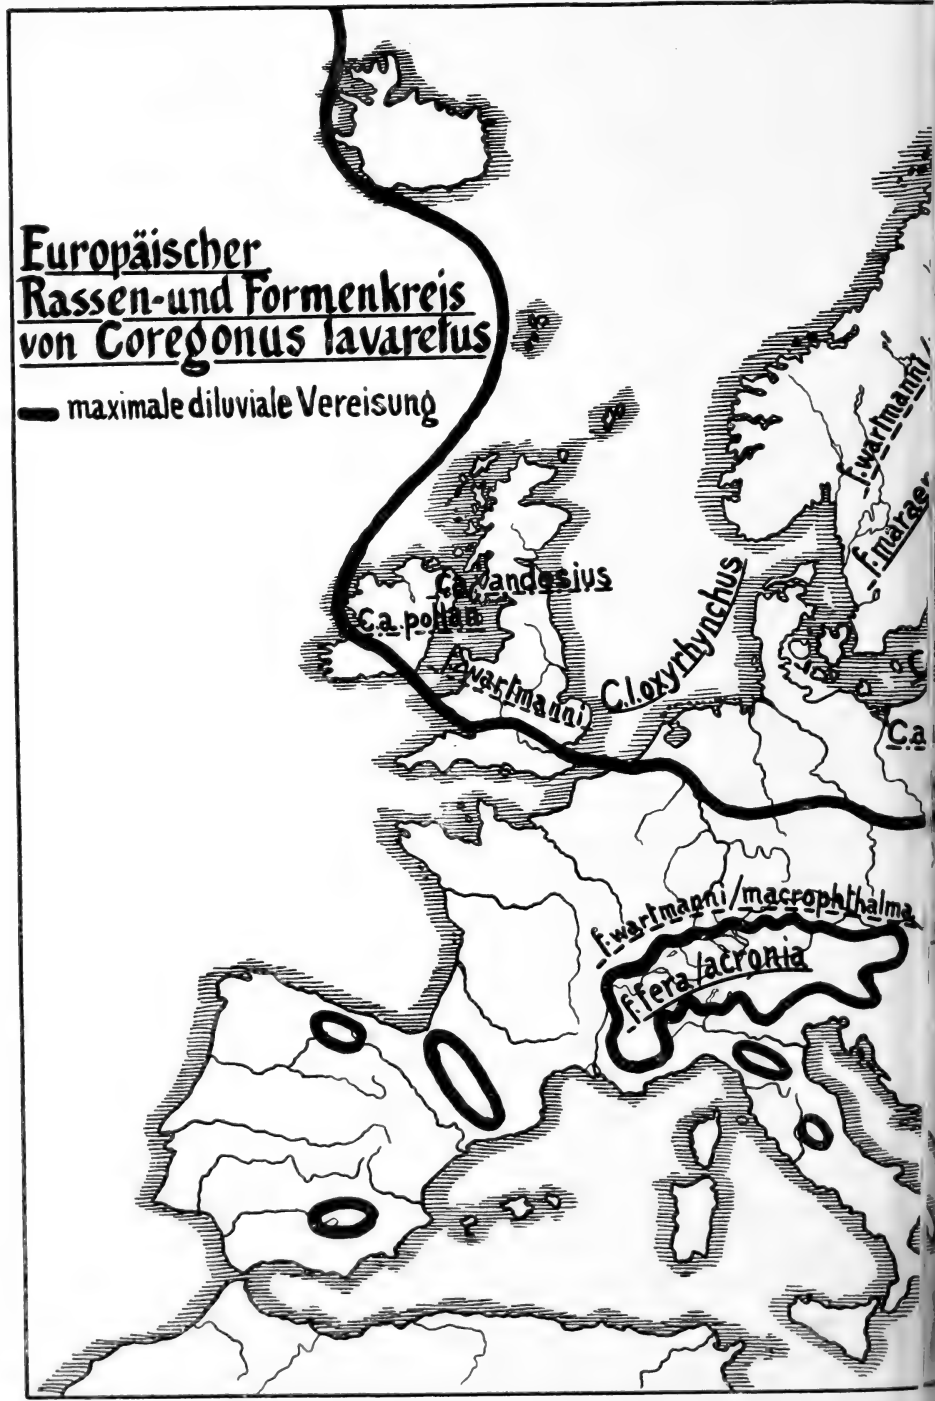 Europäischer
Rassen-und Formenkreis
von Coregonus lavaretus
maximale diluviale Vereisung
f. wartmanni/
f. maraen
C.a. vandesius
C.a. pollan
f. wartmanni
C.l. oxyrhynchus
C
C.a
f. wartmanni/macrophthalma
f. fera/acronia